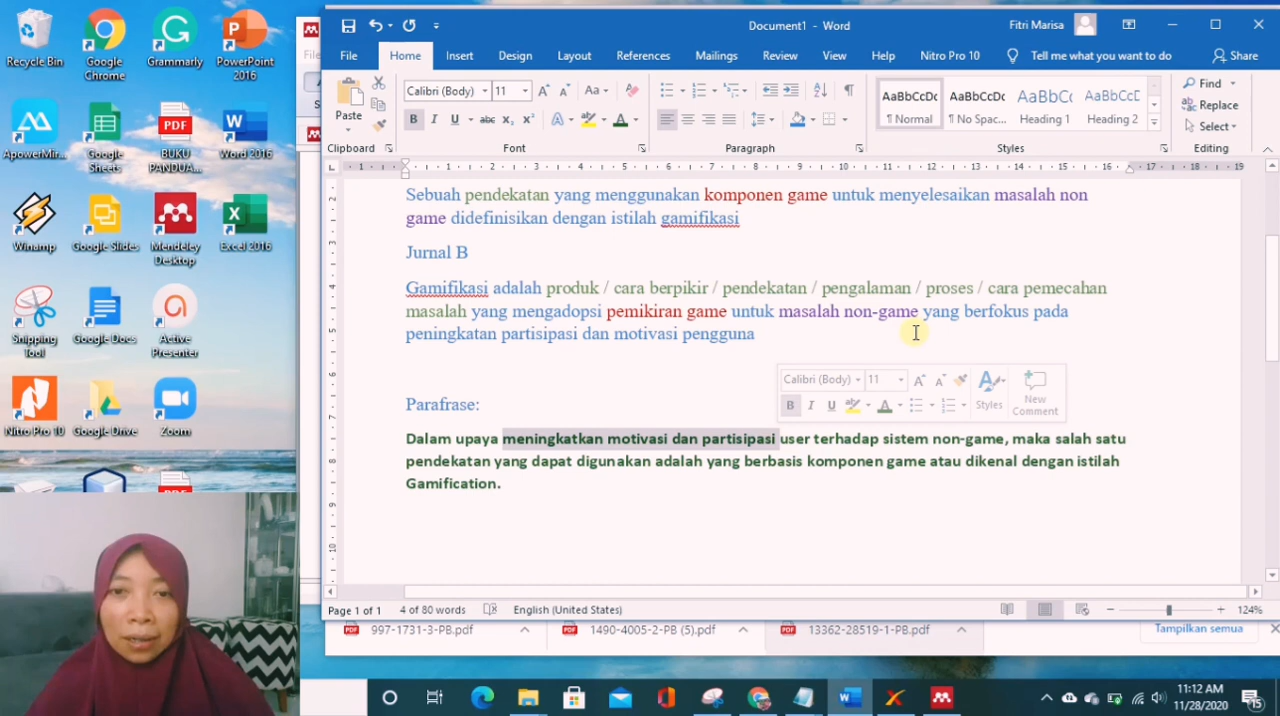 Recycle Bin
Google Chrome
Grammarly
PowerPoint 2016
ApowerMir...
Google Sheets
PDF
BUKU PANDUA...
Word 2016
Winamp
Google Slides
Mendeley Desktop
Excel 2016
Snipping Tool
Google Docs
Active Presenter
Nitro Pro 10
Google Drive
Zoom
PDF
Document1 - Word
Fitri Marisa
File
Home
Insert
Design
Layout
References
Mailings
Review
View
Help
Nitro Pro 10
Tell me what you want to do
Share
Paste
Calibri (Body)
11
AaBbCcDc
AaBbCcDc
AaBbCc
AaBbCcE
¶ Normal
¶ No Spac...
Heading 1
Heading 2
Find
Replace
Select
Clipboard
Font
Paragraph
Styles
Editing
Sebuah pendekatan yang menggunakan komponen game untuk menyelesaikan masalah non
game didefinisikan dengan istilah gamifikasi
Jurnal B
Gamifikasi adalah produk / cara berpikir / pendekatan / pengalaman / proses / cara pemecahan
masalah yang mengadopsi pemikiran game untuk masalah non-game yang berfokus pada
peningkatan partisipasi dan motivasi pengguna
Calibri (Body)
11
B I U
Styles
New Comment
Parafrase:
Dalam upaya meningkatkan motivasi dan partisipasi user terhadap sistem non-game, maka salah satu
pendekatan yang dapat digunakan adalah yang berbasis komponen game atau dikenal dengan istilah
Gamification.
Page 1 of 1
4 of 80 words
English (United States)
124%
997-1731-3-PB.pdf
1490-4005-2-PB (5).pdf
13362-28519-1-PB.pdf
Tampilkan semua
11:12 AM
11/28/2020